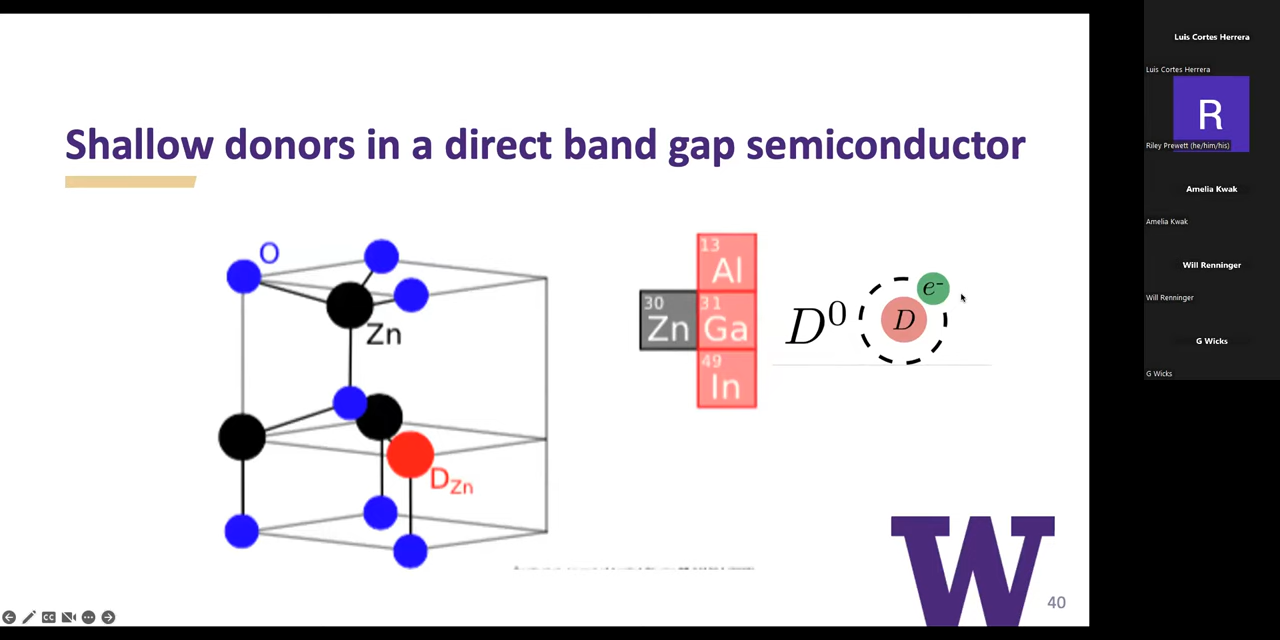 Shallow donors in a direct band gap semiconductor
O
Zn
D_Zn
13
Al
30
Zn
31
Ga
49
In
D⁰
D
e⁻
W
40
CC
Luis Cortes Herrera
Luis Cortes Herrera
R
Riley Prewett (he/him/his)
Amelia Kwak
Amelia Kwak
Will Renninger
Will Renninger
G Wicks
G Wicks